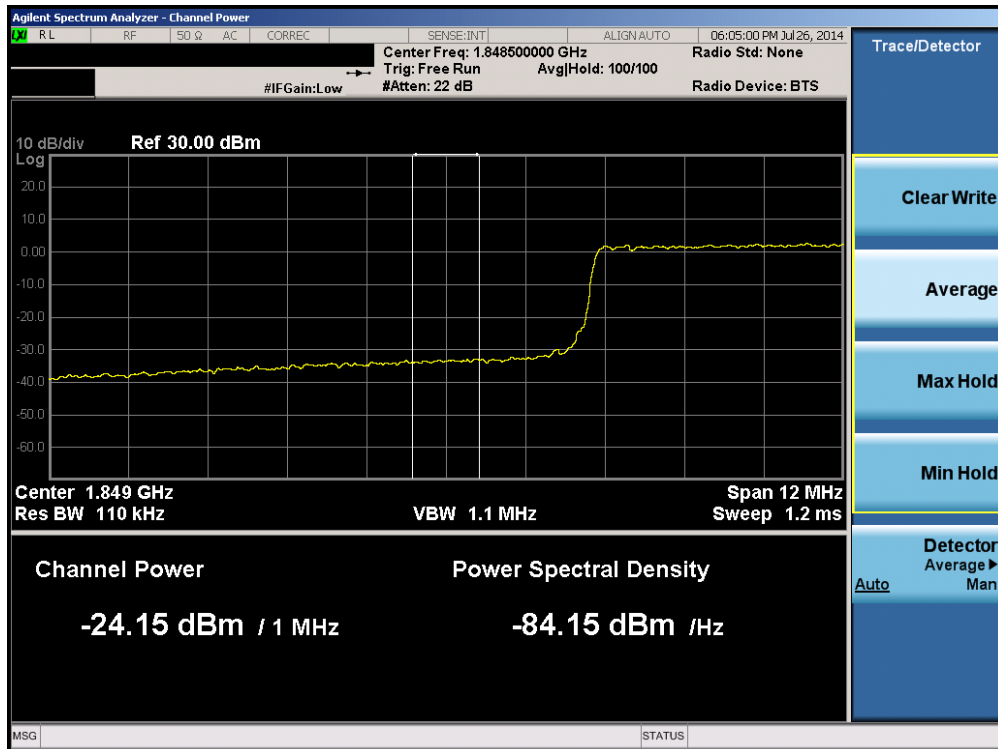 Agilent Spectrum Analyzer - Channel Power
LXI RL RF 50 Ω AC CORREC SENSE:INT ALIGN AUTO 06:05:00 PM Jul 26, 2014
Center Freq: 1.848500000 GHz Radio Std: None
Trig: Free Run Avg|Hold: 100/100
#IFGain:Low #Atten: 22 dB Radio Device: BTS
10 dB/div Ref 30.00 dBm
Log
20.0
10.0
0.00
-10.0
-20.0
-30.0
-40.0
-50.0
-60.0
Center 1.849 GHz Span 12 MHz
Res BW 110 kHz VBW 1.1 MHz Sweep 1.2 ms
Channel Power Power Spectral Density
-24.15 dBm / 1 MHz -84.15 dBm /Hz
MSG STATUS
Trace/Detector
Clear Write
Average
Max Hold
Min Hold
Detector
Average ▶
Auto Man